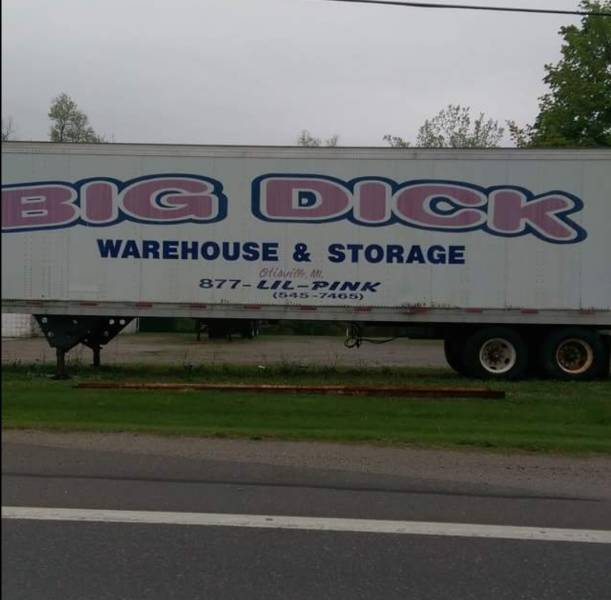 BIG DICK
WAREHOUSE & STORAGE
Otisville, MI.
877-LIL-PINK
(545-7465)